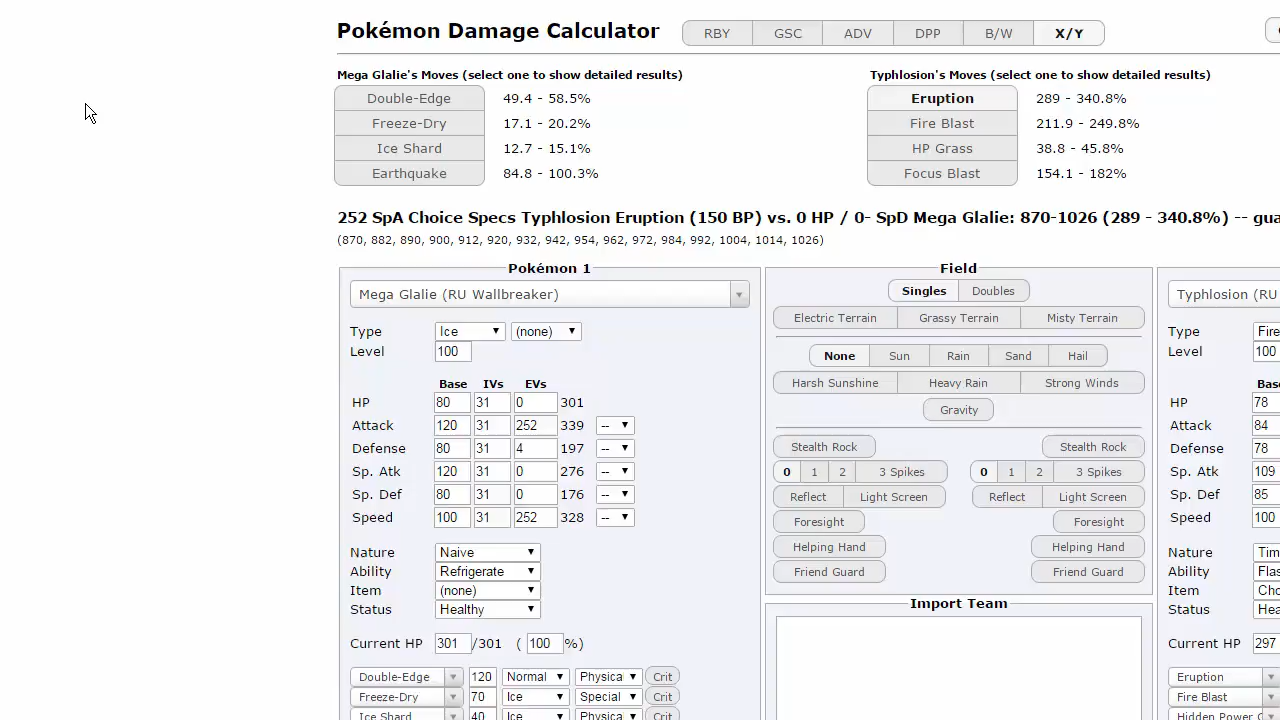 Pokémon Damage Calculator RBY GSC ADV DPP B/W X/Y
Mega Glalie's Moves (select one to show detailed results) Typhlosion's Moves (select one to show detailed results)
Double-Edge 49.4 - 58.5% Eruption 289 - 340.8%
Freeze-Dry 17.1 - 20.2% Fire Blast 211.9 - 249.8%
Ice Shard 12.7 - 15.1% HP Grass 38.8 - 45.8%
Earthquake 84.8 - 100.3% Focus Blast 154.1 - 182%
252 SpA Choice Specs Typhlosion Eruption (150 BP) vs. 0 HP / 0- SpD Mega Glalie: 870-1026 (289 - 340.8%) -- gua
(870, 882, 890, 900, 912, 920, 932, 942, 954, 962, 972, 984, 992, 1004, 1014, 1026)
Pokémon 1
Mega Glalie (RU Wallbreaker)
Type Ice (none)
Level 100
Base IVs EVs
HP 80 31 0 301
Attack 120 31 252 339 --
Defense 80 31 4 197 --
Sp. Atk 120 31 0 276 --
Sp. Def 80 31 0 176 --
Speed 100 31 252 328 --
Nature Naive
Ability Refrigerate
Item (none)
Status Healthy
Current HP 301 /301 ( 100 %)
Double-Edge 120 Normal Physica Crit
Freeze-Dry 70 Ice Special Crit
Ice Shard 40 Ice Physica Crit
Field
Singles Doubles
Electric Terrain Grassy Terrain Misty Terrain
None Sun Rain Sand Hail
Harsh Sunshine Heavy Rain Strong Winds
Gravity
Stealth Rock Stealth Rock
0 1 2 3 Spikes 0 1 2 3 Spikes
Reflect Light Screen Reflect Light Screen
Foresight Foresight
Helping Hand Helping Hand
Friend Guard Friend Guard
Import Team
Typhlosion (RU
Type Fire
Level 100
Base
HP 78
Attack 84
Defense 78
Sp. Atk 109
Sp. Def 85
Speed 100
Nature Tim
Ability Flas
Item Cho
Status Hea
Current HP 297
Eruption
Fire Blast
Hidden Power G